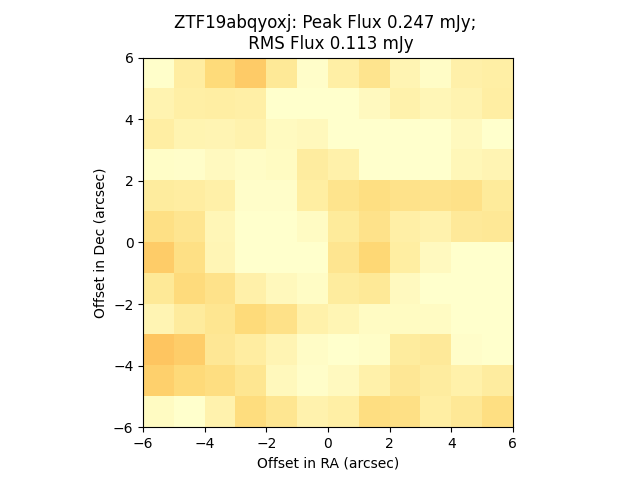 ZTF19abqyoxj: Peak Flux 0.247 mJy;
RMS Flux 0.113 mJy
6
4
2
0
−2
−4
−6
Offset in Dec (arcsec)
−6 −4 −2 0 2 4 6
Offset in RA (arcsec)